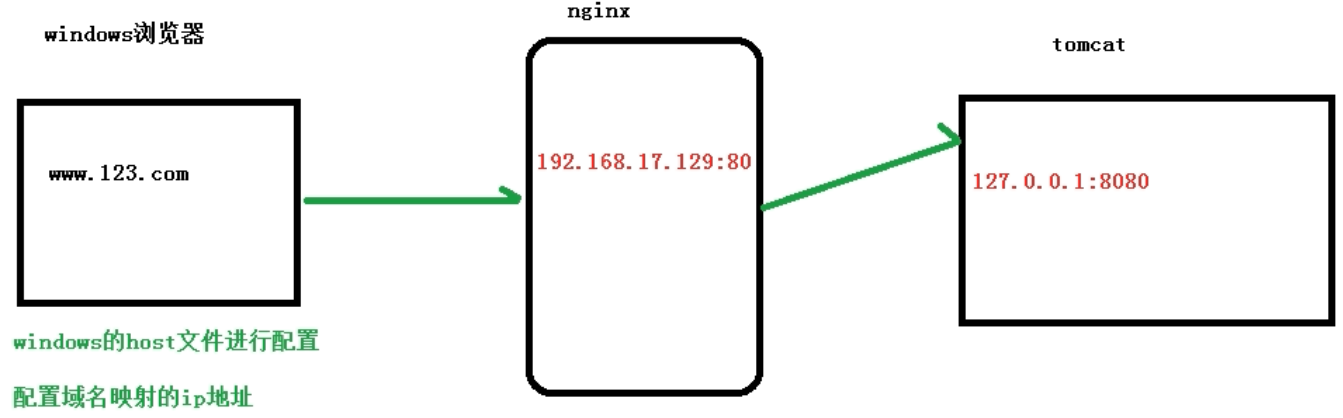 nginx
windows浏览器
tomcat
www.123.com
192.168.17.129:80
127.0.0.1:8080
windows的host文件进行配置
配置域名映射的ip地址